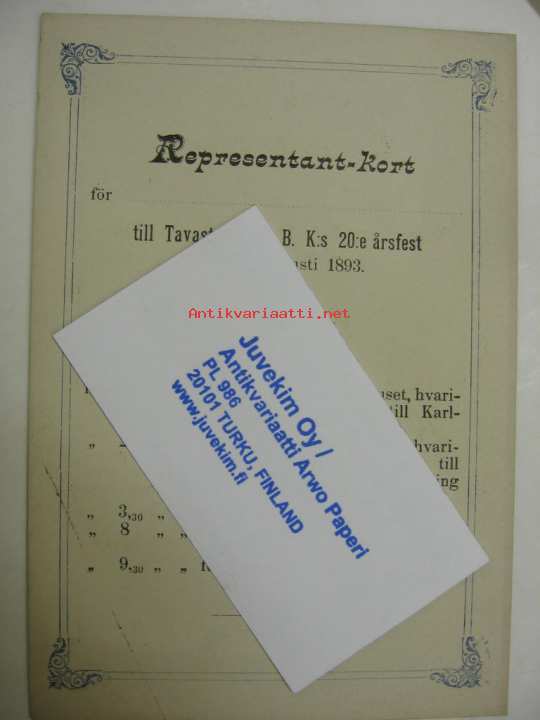 Representant-kort
för
till Tavast B. K:s 20:e årsfest
usti 1893.
Antikvariaatti.net
uset, hvari-
till Karl-
„ hvari-
till
ing
„ 3,30 „
„ 8 „ „
„ 9,30 „ „ f
Juvekim Oy /
Antikvariaatti Arwo Paperi
PL 986
20101 TURKU, FINLAND
www.juvekim.fi